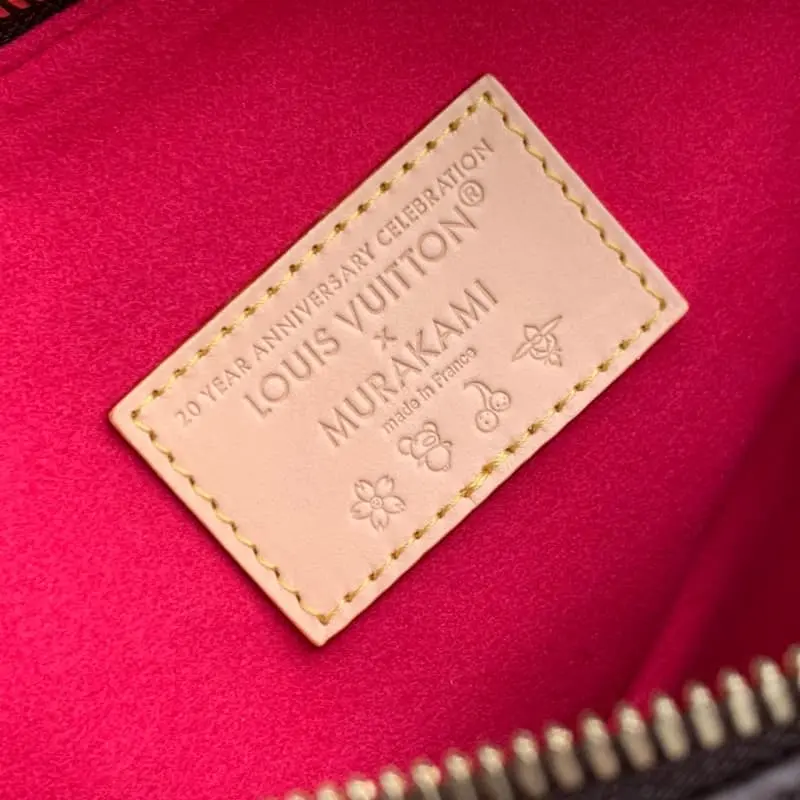 20 YEAR ANNIVERSARY CELEBRATION
LOUIS VUITTON®
x
MURAKAMI
made in France